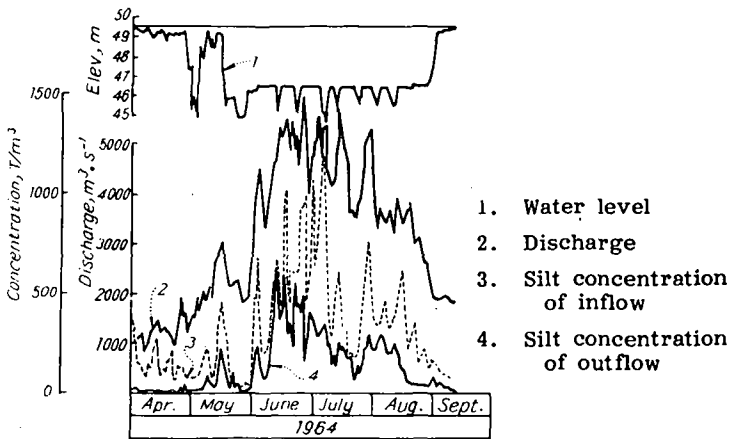 50
49
48
47
46
45
Elev, m
1
1500
1000
500
0
Concentration, T/m³
5000
4000
3000
2000
1000
Discharge, m³·s⁻¹
2
3
4
1. Water level
2. Discharge
3. Silt concentration
of inflow
4. Silt concentration
of outflow
Apr. May June July Aug. Sept.
1964